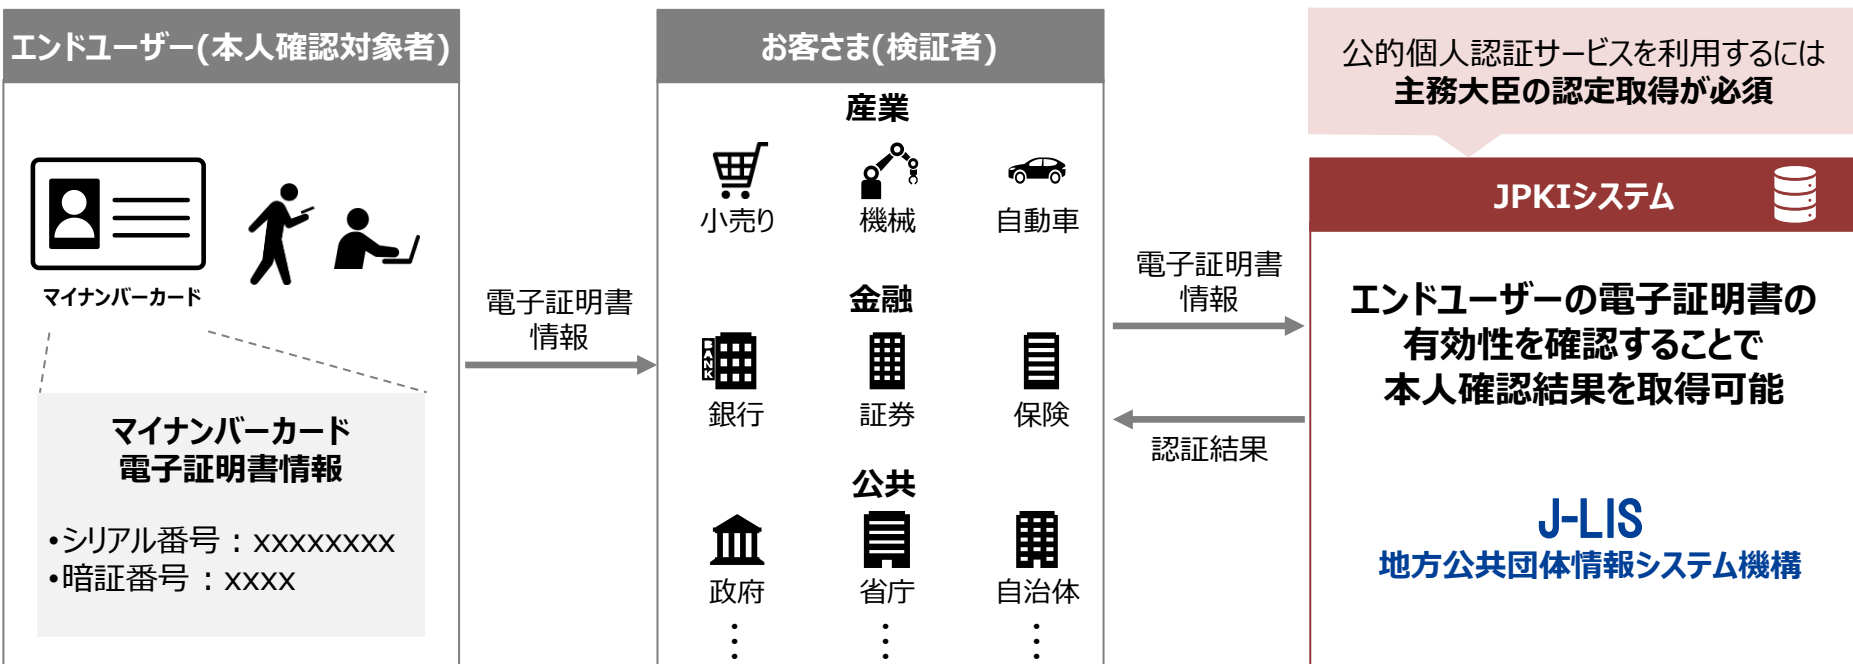 エンドユーザー(本人確認対象者)
マイナンバーカード
マイナンバーカード
電子証明書情報
•シリアル番号：xxxxxxxx
•暗証番号：xxxx
電子証明書
情報
お客さま(検証者)
産業
小売り 機械 自動車
金融
BANK
銀行 証券 保険
公共
政府 省庁 自治体
⋮ ⋮ ⋮
電子証明書
情報
認証結果
公的個人認証サービスを利用するには
主務大臣の認定取得が必須
JPKIシステム
エンドユーザーの電子証明書の
有効性を確認することで
本人確認結果を取得可能
J-LIS
地方公共団体情報システム機構